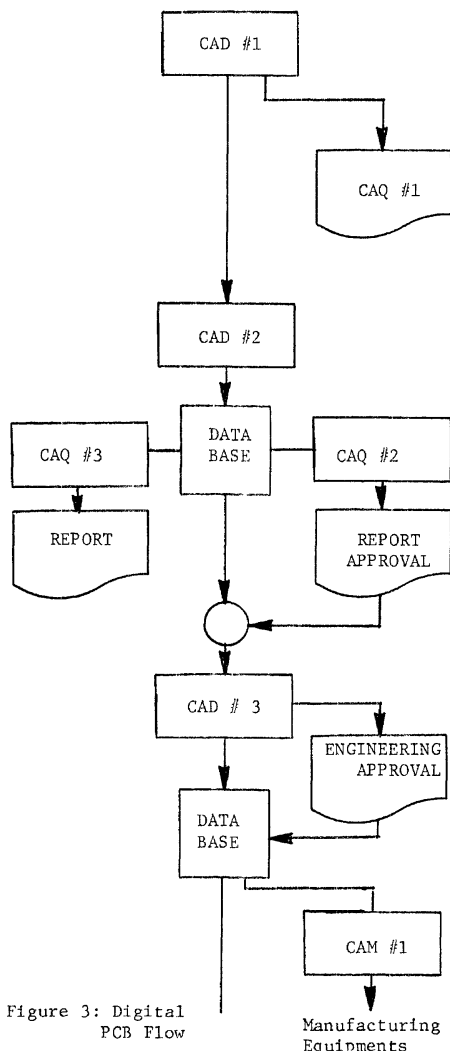 CAD #1
CAQ #1
CAD #2
CAQ #3
DATA
BASE
CAQ #2
REPORT
REPORT
APPROVAL
CAD # 3
ENGINEERING
APPROVAL
DATA
BASE
CAM #1
Figure 3: Digital
PCB Flow
Manufacturing
Equipments